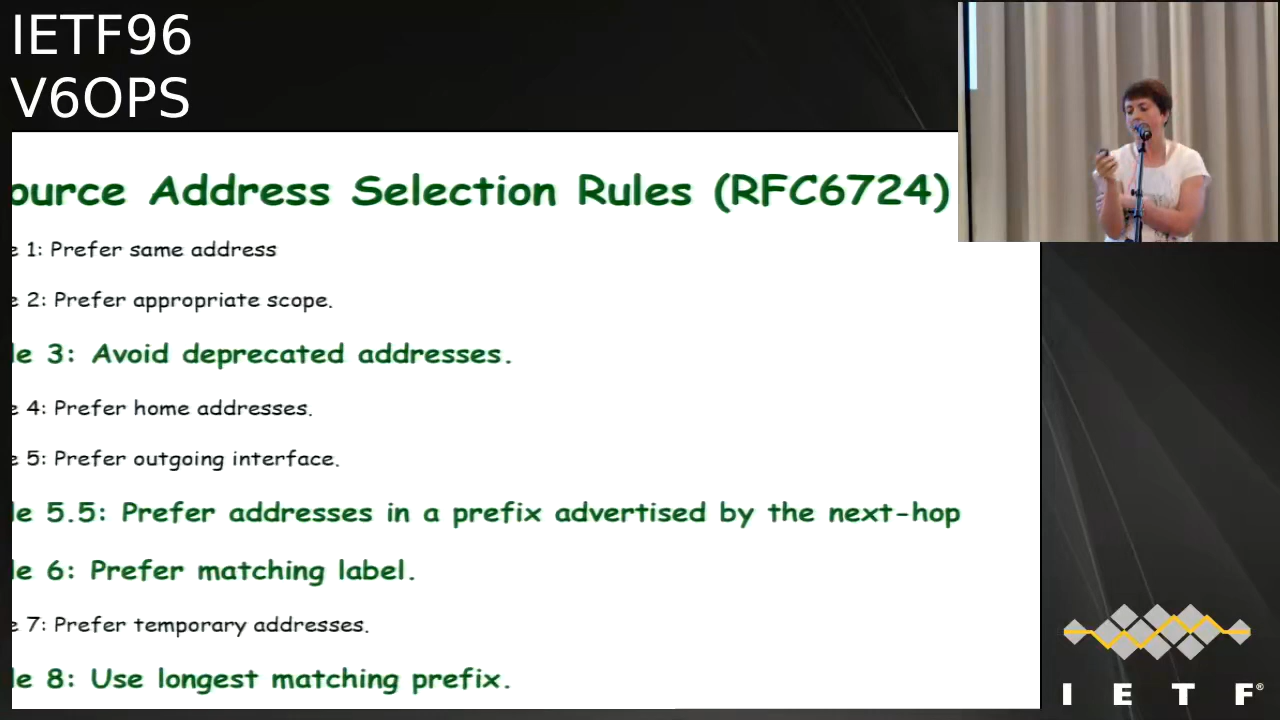 IETF96
V6OPS
ource Address Selection Rules (RFC6724)
e 1: Prefer same address
e 2: Prefer appropriate scope.
le 3: Avoid deprecated addresses.
e 4: Prefer home addresses.
e 5: Prefer outgoing interface.
le 5.5: Prefer addresses in a prefix advertised by the next-hop
le 6: Prefer matching label.
e 7: Prefer temporary addresses.
le 8: Use longest matching prefix.
I E T F®